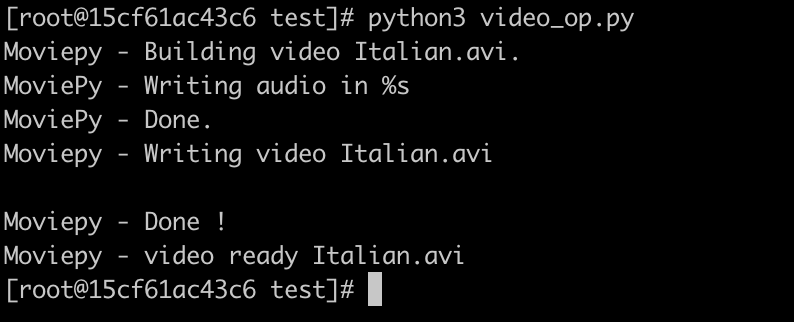 [root@15cf61ac43c6 test]# python3 video_op.py
Moviepy - Building video Italian.avi.
MoviePy - Writing audio in %s
MoviePy - Done.
Moviepy - Writing video Italian.avi
Moviepy - Done !
Moviepy - video ready Italian.avi
[root@15cf61ac43c6 test]#